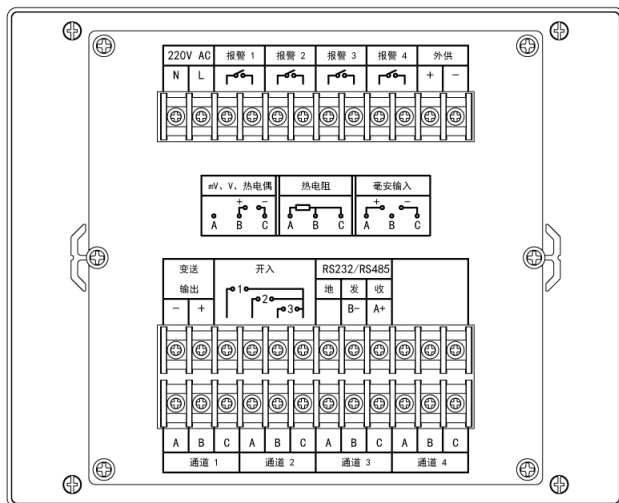 220V AC 报警 1 报警 2 报警 3 报警 4 外供
N L + −
mV、V、热电偶 热电阻 毫安输入
+ − + −
A B C A B C A B C
变送 开入 RS232/RS485
输出 1 地 发 收
2
− + 3 B- A+
A B C A B C A B C A B C
通道 1 通道 2 通道 3 通道 4